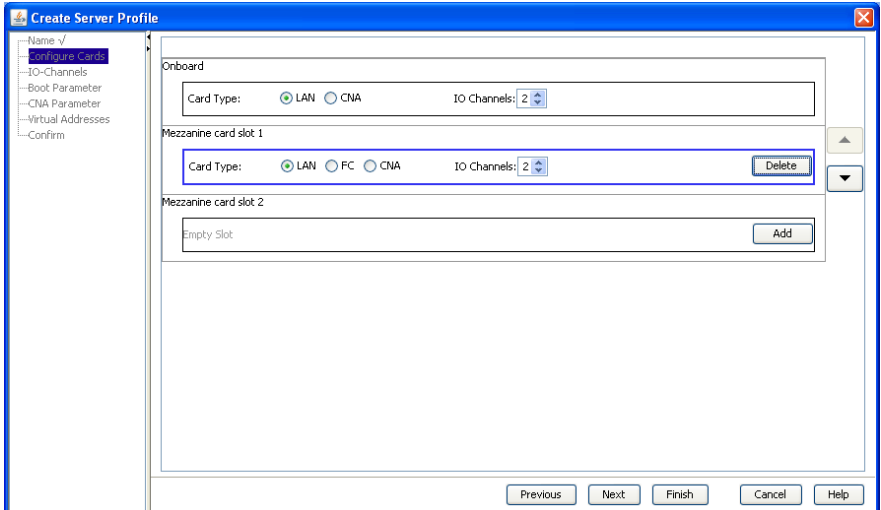 Create Server Profile
Name √
Configure Cards
IO-Channels
Boot Parameter
CNA Parameter
Virtual Addresses
Confirm
Onboard
Card Type: LAN CNA IO Channels: 2
Mezzanine card slot 1
Card Type: LAN FC CNA IO Channels: 2 Delete
Mezzanine card slot 2
Empty Slot Add
Previous Next Finish Cancel Help